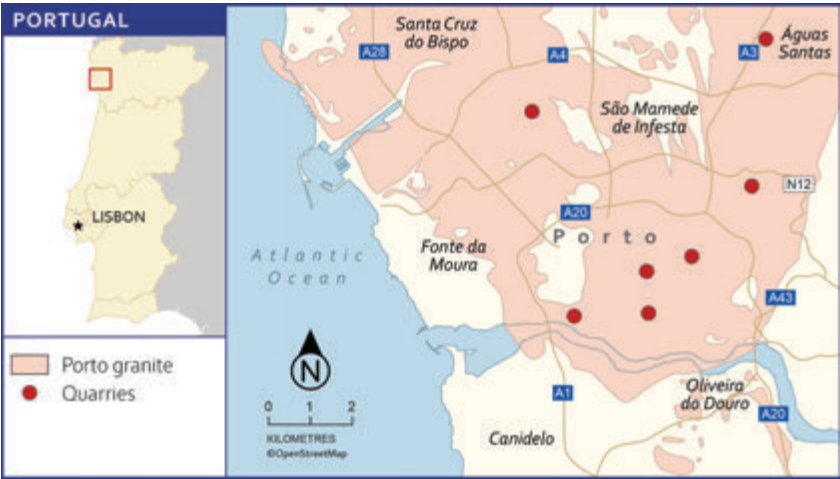 PORTUGAL
LISBON
Porto granite
Quarries
Santa Cruz
do Bispo
A28
A4
A3
Águas
Santas
São Mamede
de Infesta
N12
A20
Porto
Fonte da
Moura
Atlantic
Ocean
A43
N
0 1 2
KILOMETRES
©OpenStreetMap
A1
Oliveira
do Douro
A20
Canidelo